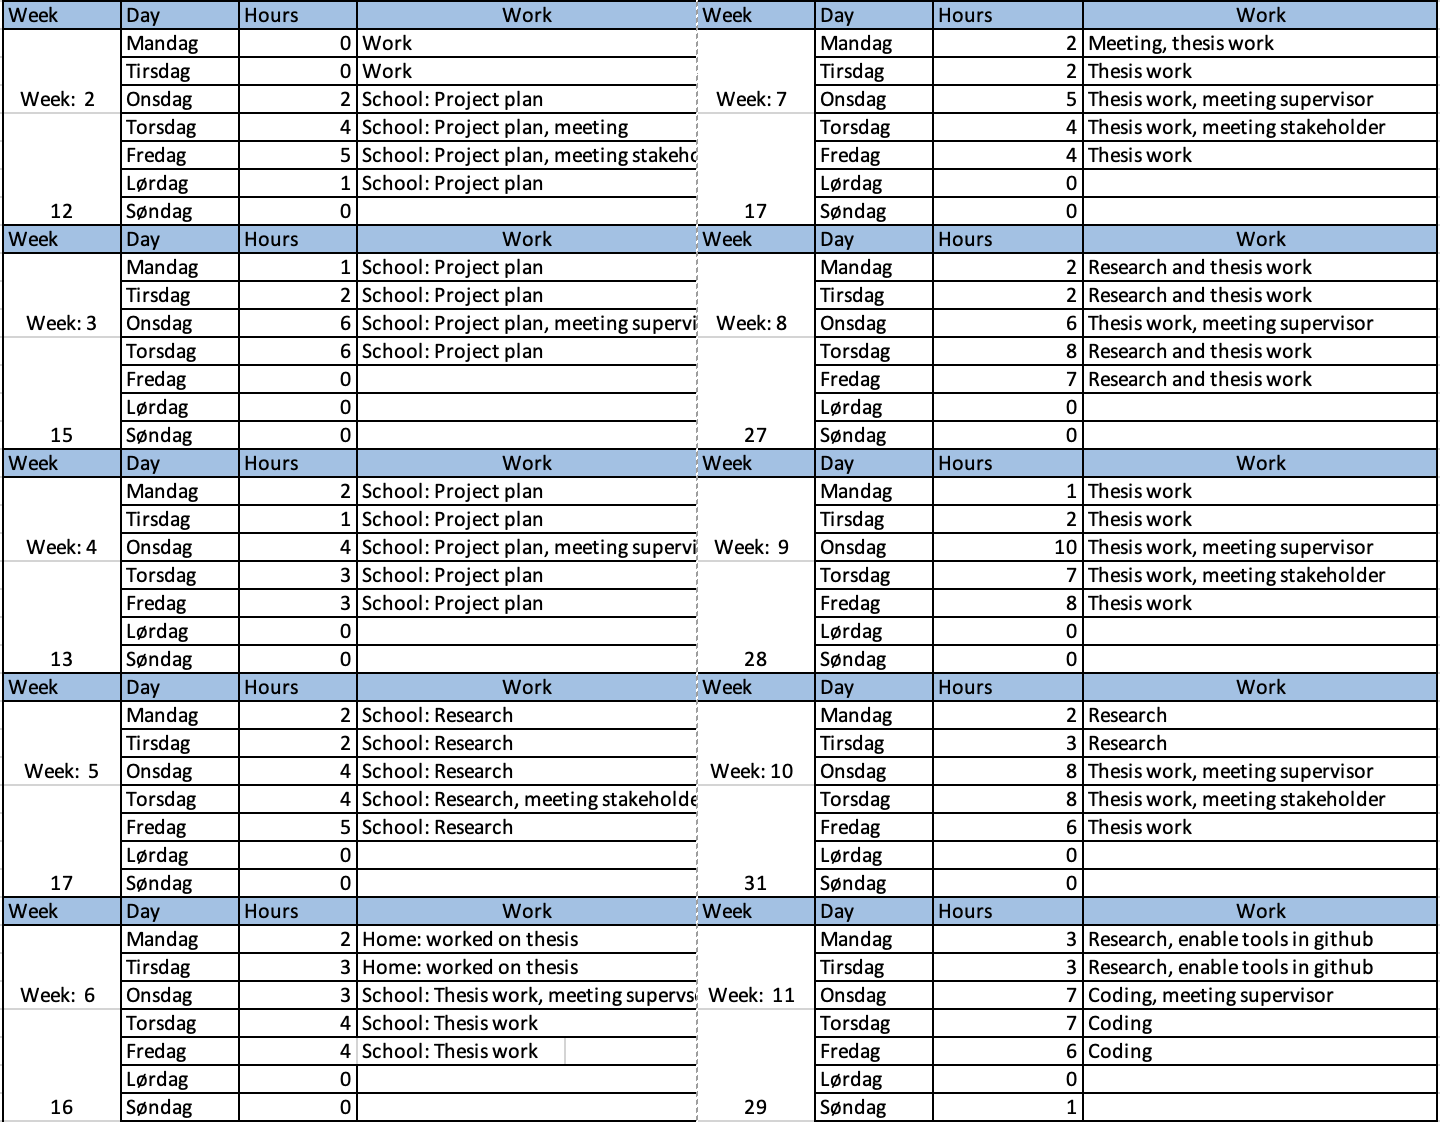 Week Day Hours Work Week Day Hours Work
Mandag 0 Work Mandag 2 Meeting, thesis work
Tirsdag 0 Work Tirsdag 2 Thesis work
Week: 2 Onsdag 2 School: Project plan Week: 7 Onsdag 5 Thesis work, meeting supervisor
Torsdag 4 School: Project plan, meeting Torsdag 4 Thesis work, meeting stakeholder
Fredag 5 School: Project plan, meeting stakeho Fredag 4 Thesis work
Lørdag 1 School: Project plan Lørdag 0
12 Søndag 0 17 Søndag 0
Week Day Hours Work Week Day Hours Work
Mandag 1 School: Project plan Mandag 2 Research and thesis work
Tirsdag 2 School: Project plan Tirsdag 2 Research and thesis work
Week: 3 Onsdag 6 School: Project plan, meeting supervi Week: 8 Onsdag 6 Thesis work, meeting supervisor
Torsdag 6 School: Project plan Torsdag 8 Research and thesis work
Fredag 0 Fredag 7 Research and thesis work
Lørdag 0 Lørdag 0
15 Søndag 0 27 Søndag 0
Week Day Hours Work Week Day Hours Work
Mandag 2 School: Project plan Mandag 1 Thesis work
Tirsdag 1 School: Project plan Tirsdag 2 Thesis work
Week: 4 Onsdag 4 School: Project plan, meeting supervi Week: 9 Onsdag 10 Thesis work, meeting supervisor
Torsdag 3 School: Project plan Torsdag 7 Thesis work, meeting stakeholder
Fredag 3 School: Project plan Fredag 8 Thesis work
Lørdag 0 Lørdag 0
13 Søndag 0 28 Søndag 0
Week Day Hours Work Week Day Hours Work
Mandag 2 School: Research Mandag 2 Research
Tirsdag 2 School: Research Tirsdag 3 Research
Week: 5 Onsdag 4 School: Research Week: 10 Onsdag 8 Thesis work, meeting supervisor
Torsdag 4 School: Research, meeting stakeholde Torsdag 8 Thesis work, meeting stakeholder
Fredag 5 School: Research Fredag 6 Thesis work
Lørdag 0 Lørdag 0
17 Søndag 0 31 Søndag 0
Week Day Hours Work Week Day Hours Work
Mandag 2 Home: worked on thesis Mandag 3 Research, enable tools in github
Tirsdag 3 Home: worked on thesis Tirsdag 3 Research, enable tools in github
Week: 6 Onsdag 3 School: Thesis work, meeting supervs Week: 11 Onsdag 7 Coding, meeting supervisor
Torsdag 4 School: Thesis work Torsdag 7 Coding
Fredag 4 School: Thesis work Fredag 6 Coding
Lørdag 0 Lørdag 0
16 Søndag 0 29 Søndag 1